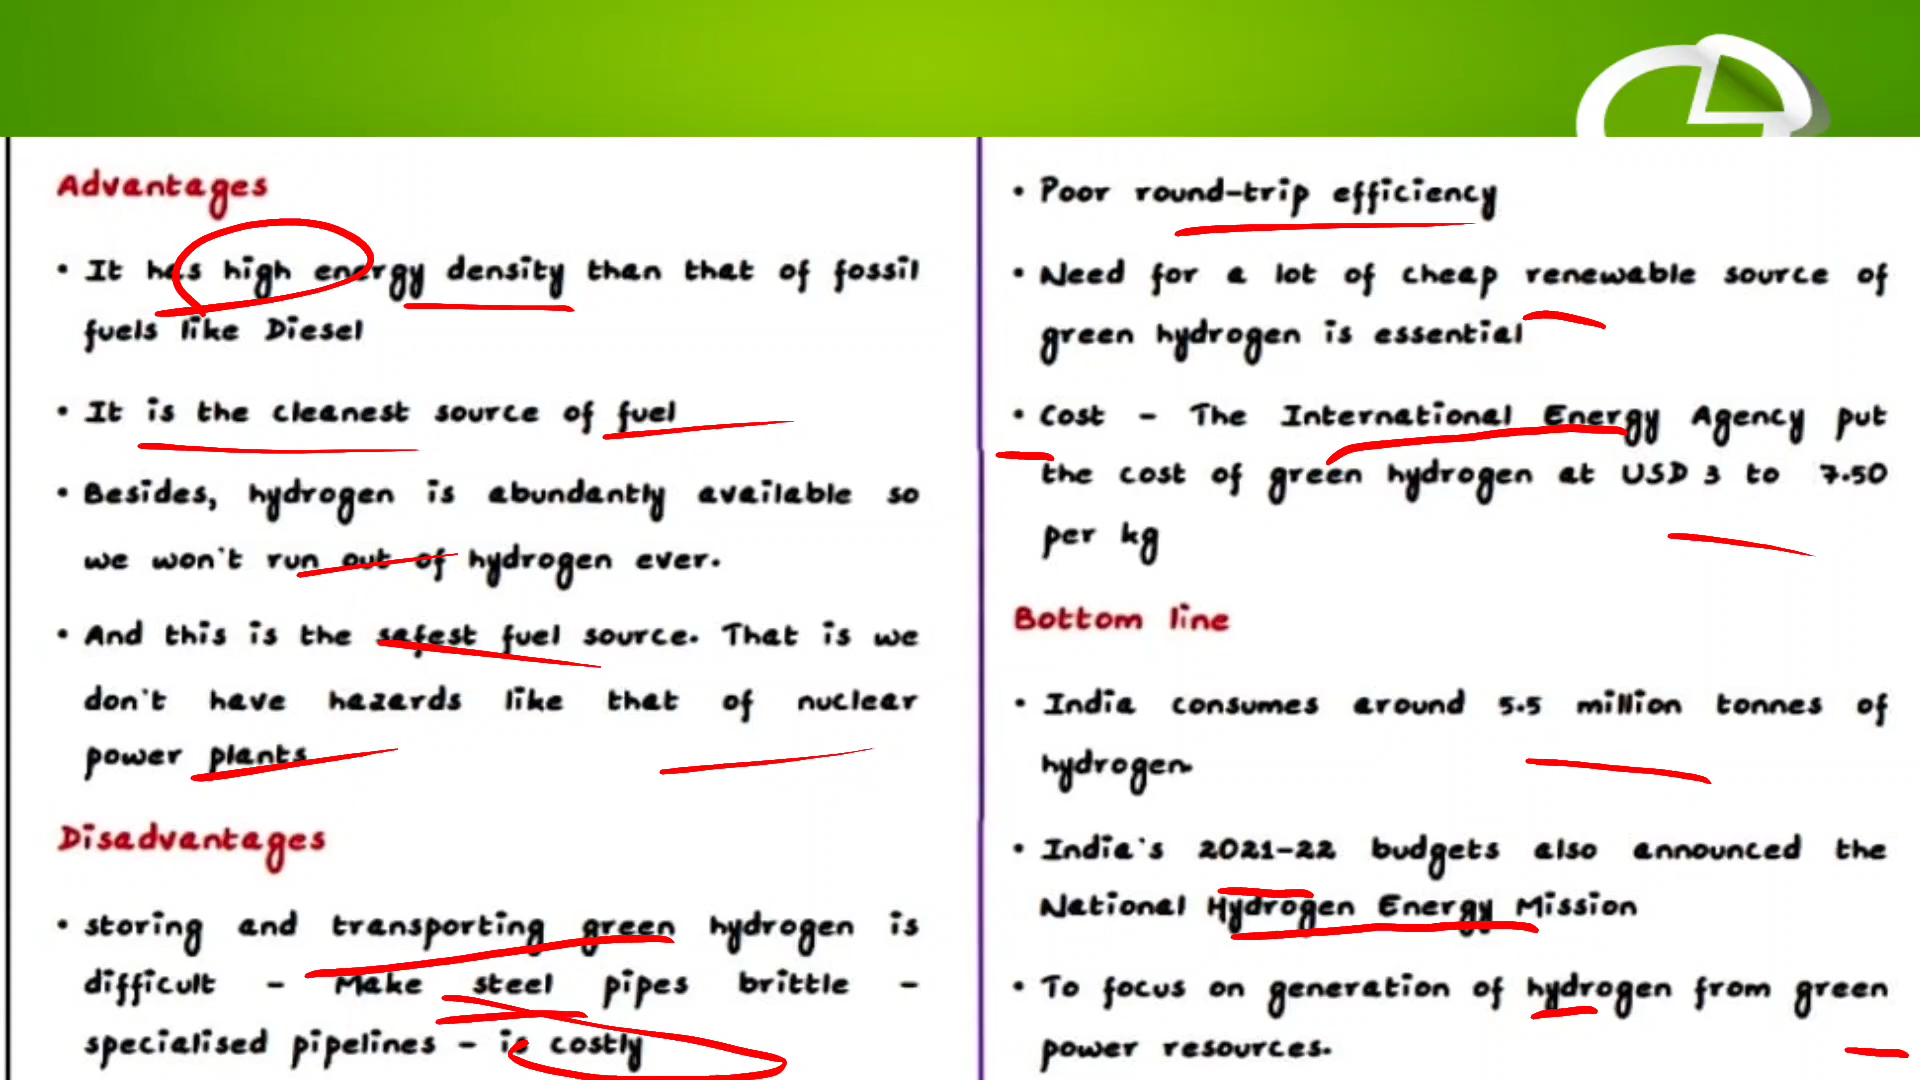 Advantages
• It has high energy density than that of fossil
fuels like Diesel
• It is the cleanest source of fuel
• Besides, hydrogen is abundantly available so
we won't run out of hydrogen ever.
• And this is the safest fuel source. That is we
don't have hazards like that of nuclear
power plants
Disadvantages
• storing and transporting green hydrogen is
difficult - Make steel pipes brittle -
specialised pipelines - is costly
• Poor round-trip efficiency
• Need for a lot of cheap renewable source of
green hydrogen is essential
• Cost - The International Energy Agency put
the cost of green hydrogen at USD 3 to 7.50
per kg
Bottom line
• India consumes around 5.5 million tonnes of
hydrogen.
• India's 2021-22 budgets also announced the
National Hydrogen Energy Mission
• To focus on generation of hydrogen from green
power resources.